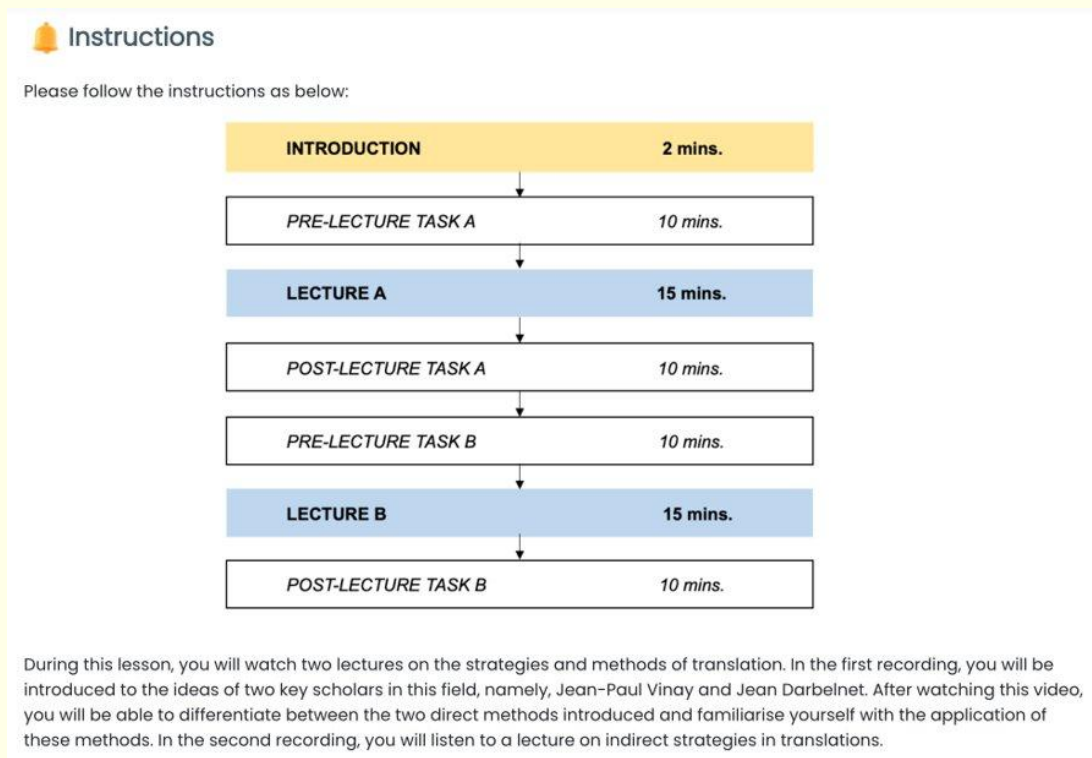 Instructions
Please follow the instructions as below:
INTRODUCTION 2 mins.
PRE-LECTURE TASK A 10 mins.
LECTURE A 15 mins.
POST-LECTURE TASK A 10 mins.
PRE-LECTURE TASK B 10 mins.
LECTURE B 15 mins.
POST-LECTURE TASK B 10 mins.
During this lesson, you will watch two lectures on the strategies and methods of translation. In the first recording, you will be
introduced to the ideas of two key scholars in this field, namely, Jean-Paul Vinay and Jean Darbelnet. After watching this video,
you will be able to differentiate between the two direct methods introduced and familiarise yourself with the application of
these methods. In the second recording, you will listen to a lecture on indirect strategies in translations.